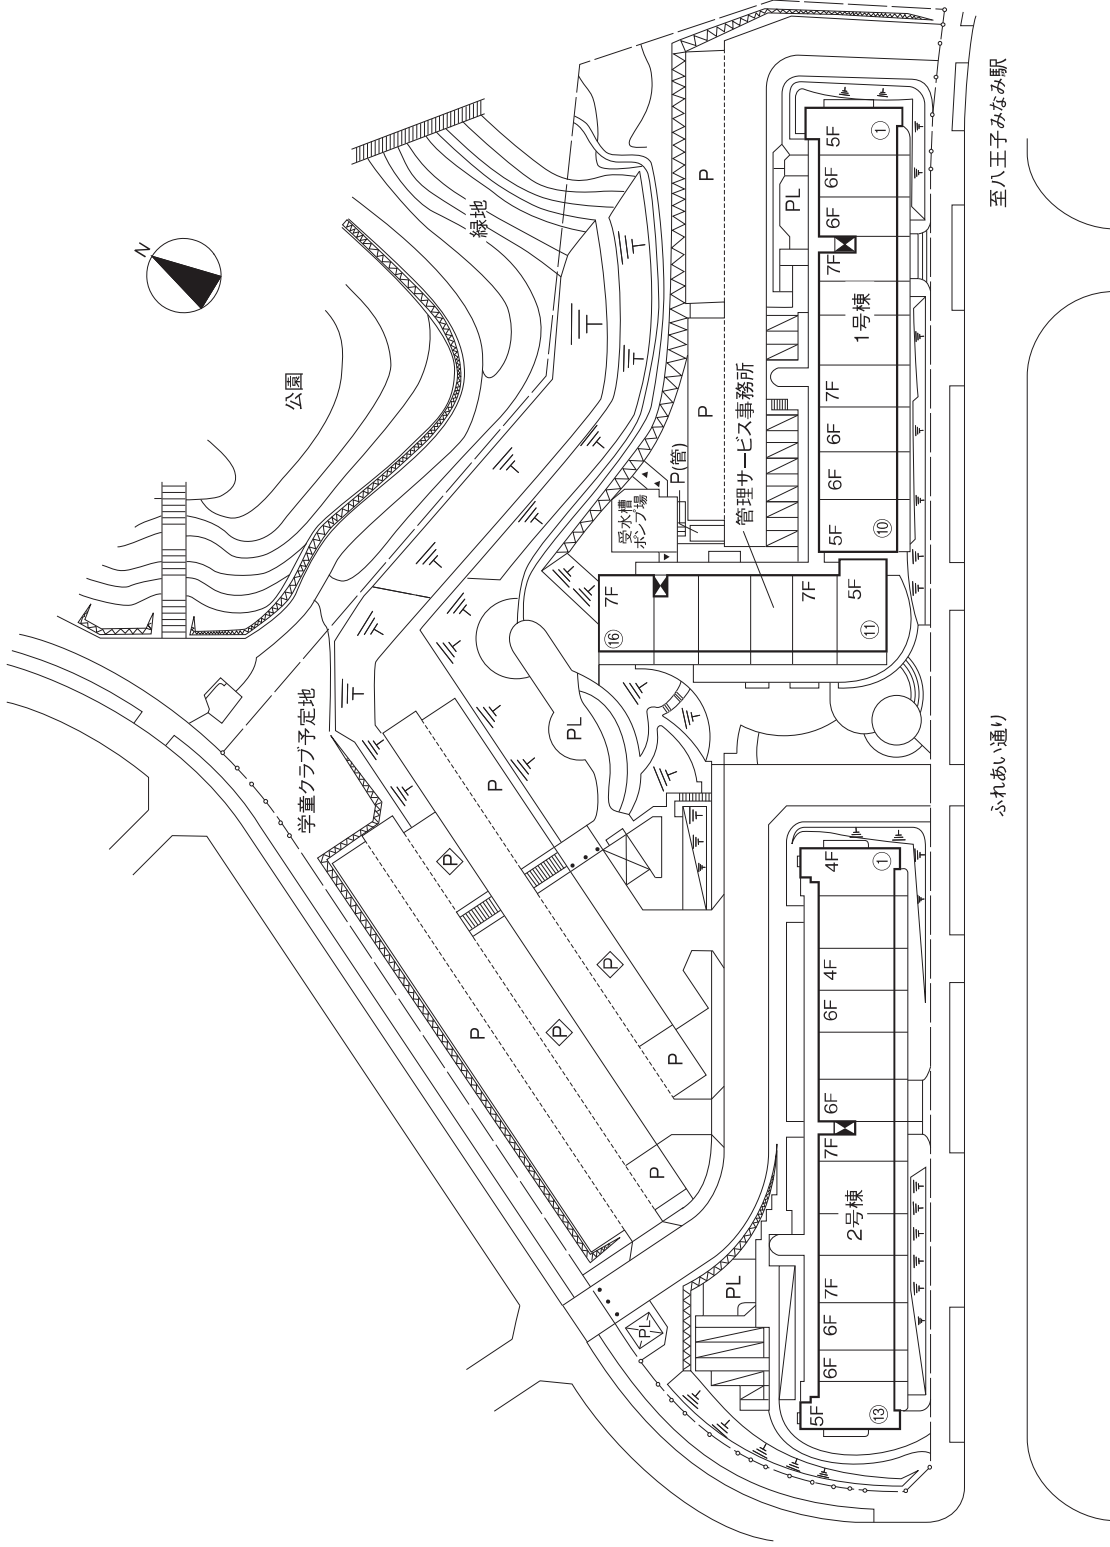 N
公園
緑地
学童クラブ予定地
至八王子みなみ駅
ふれあい通り
受水槽
ポンプ場
P(管)
管理サービス事務所
P
P
PL
1号棟
5F
6F
6F
7F
7F
6F
6F
5F
①
⑩
7F
7F
5F
⑯
⑪
PL
P
P
P
P
P
P
P
2号棟
4F
4F
6F
6F
7F
7F
6F
6F
5F
①
⑬
PL
PL